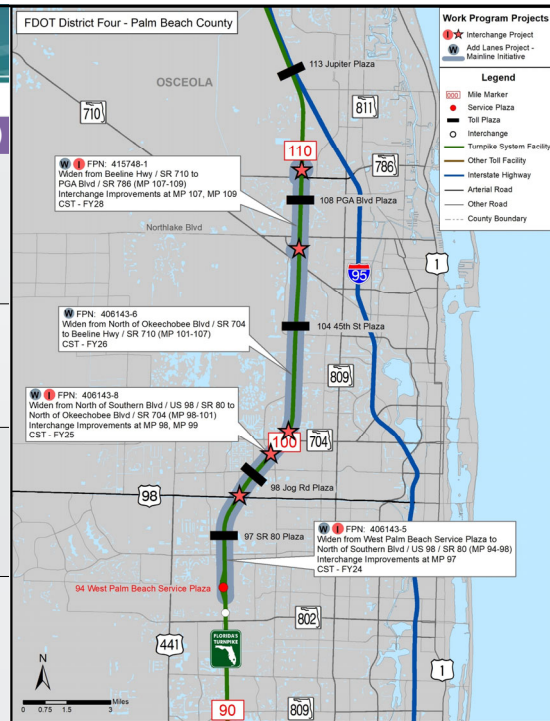 FDOT District Four - Palm Beach County
Work Program Projects
I Interchange Project
W Add Lanes Project -
Mainline Initiative
Legend
000 Mile Marker
Service Plaza
Toll Plaza
Interchange
Turnpike System Facility
Other Toll Facility
Interstate Highway
Arterial Road
Other Road
County Boundary
113 Jupiter Plaza
OSCEOLA
710
811
110
786
W I FPN: 415748-1
Widen from Beeline Hwy / SR 710 to
PGA Blvd / SR 786 (MP 107-109)
Interchange Improvements at MP 107, MP 109
CST - FY28
108 PGA Blvd Plaza
Northlake Blvd
1
95
W FPN: 406143-6
Widen from North of Okeechobee Blvd / SR 704
to Beeline Hwy / SR 710 (MP 101-107)
CST - FY26
104 45th St Plaza
809
W I FPN: 406143-8
Widen from North of Southern Blvd / US 98 / SR 80 to
North of Okeechobee Blvd / SR 704 (MP 98-101)
Interchange Improvements at MP 98, MP 99
CST - FY25
100
704
98 Jog Rd Plaza
98
97 SR 80 Plaza
W I FPN: 406143-5
Widen from West Palm Beach Service Plaza to
North of Southern Blvd / US 98 / SR 80 (MP 94-98)
Interchange Improvements at MP 97
CST - FY24
94 West Palm Beach Service Plaza
802
441
FLORIDA'S
TURNPIKE
1
N
Miles
0 0.75 1.5 3
90
809